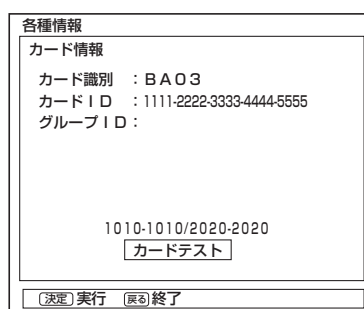 各種情報
カード情報
カード識別 ：ＢＡ０３
カードＩＤ ：1111-2222-3333-4444-5555
グループＩＤ：
1010-1010/2020-2020
カードテスト
決定 実行 戻る 終了